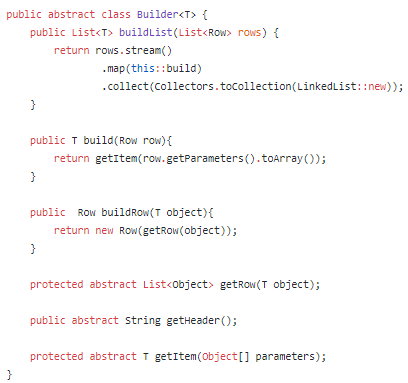 public abstract class Builder<T> {
    public List<T> buildList(List<Row> rows) {
        return rows.stream()
                .map(this::build)
                .collect(Collectors.toCollection(LinkedList::new));
    }

    public T build(Row row){
        return getItem(row.getParameters().toArray());
    }

    public  Row buildRow(T object){
        return new Row(getRow(object));
    }

    protected abstract List<Object> getRow(T object);

    public abstract String getHeader();

    protected abstract T getItem(Object[] parameters);
}